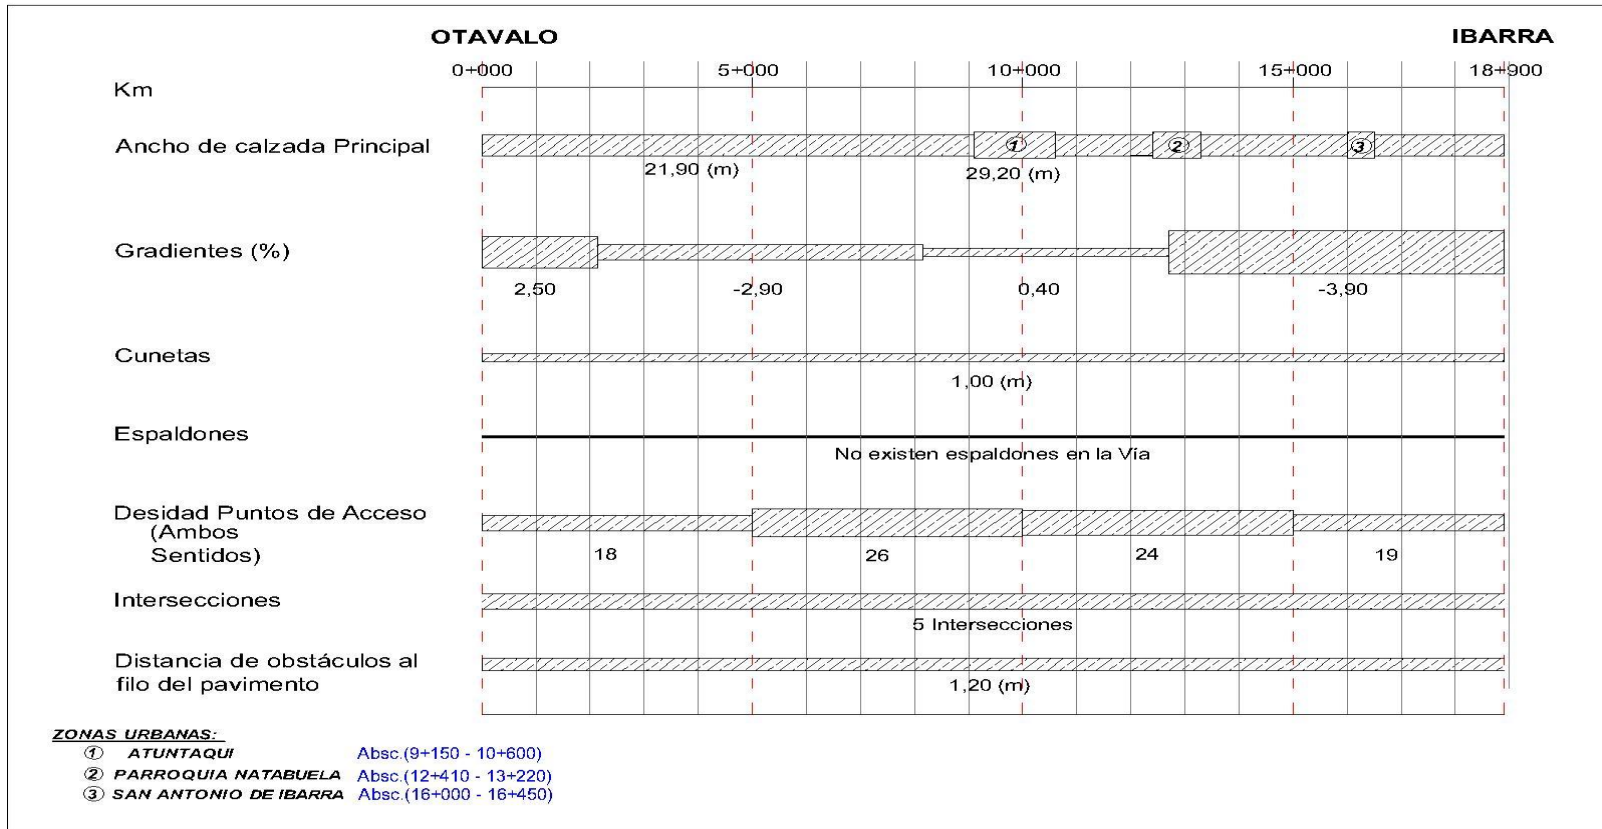 OTAVALO IBARRA
0+000 5+000 10+000 15+000 18+900
Km
Ancho de calzada Principal
1 2 3
21,90 (m) 29,20 (m)
Gradientes (%)
2,50 -2,90 0,40 -3,90
Cunetas
1,00 (m)
Espaldones
No existen espaldones en la Vía
Desidad Puntos de Acceso
(Ambos
Sentidos)
18 26 24 19
Intersecciones
5 Intersecciones
Distancia de obstáculos al
filo del pavimento
1,20 (m)
ZONAS URBANAS:
1 ATUNTAQUI Absc.(9+150 - 10+600)
2 PARROQUIA NATABUELA Absc.(12+410 - 13+220)
3 SAN ANTONIO DE IBARRA Absc.(16+000 - 16+450)